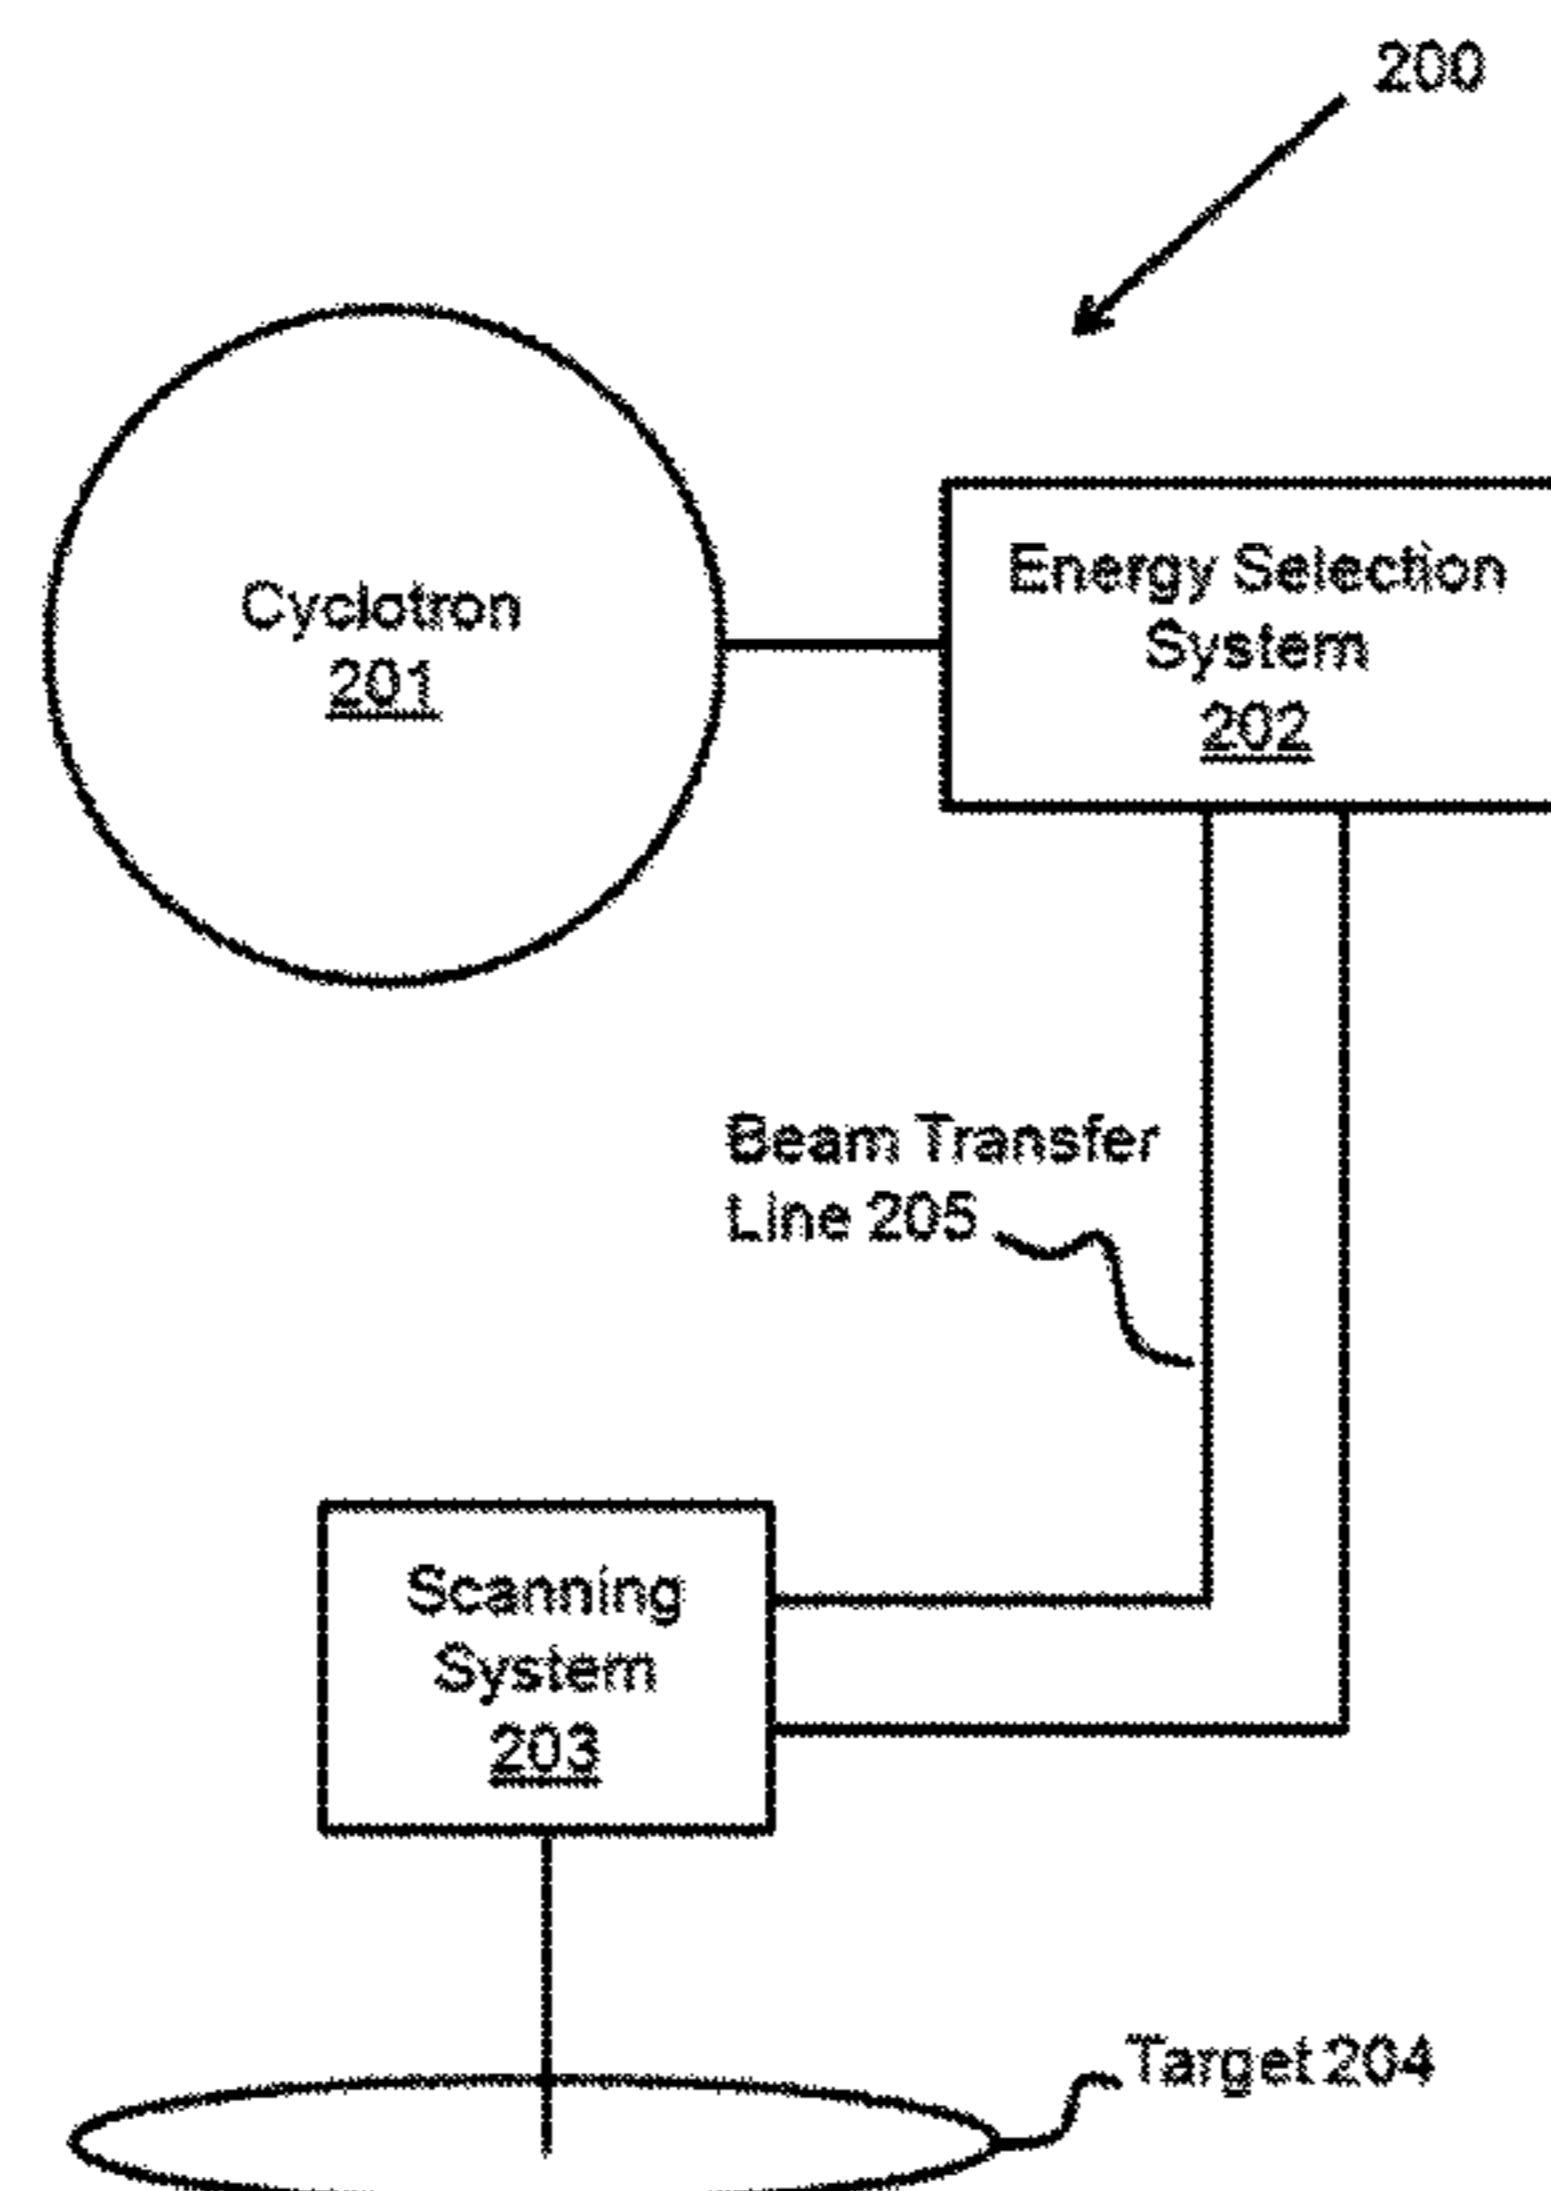 200
Cyclotron
201
Energy Selection
System
202
Beam Transfer
Line 205
Scanning
System
203
Target 204